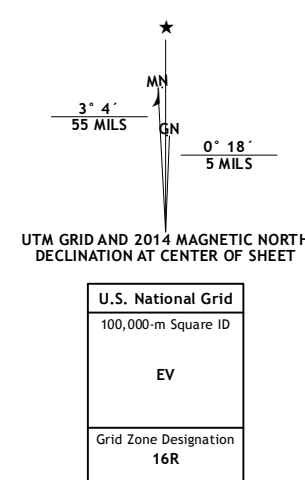 ★
MN
3° 4´
55 MILS
GN
0° 18´
5 MILS
UTM GRID AND 2014 MAGNETIC NORTH
DECLINATION AT CENTER OF SHEET
U.S. National Grid
100,000-m Square ID
EV
Grid Zone Designation
16R